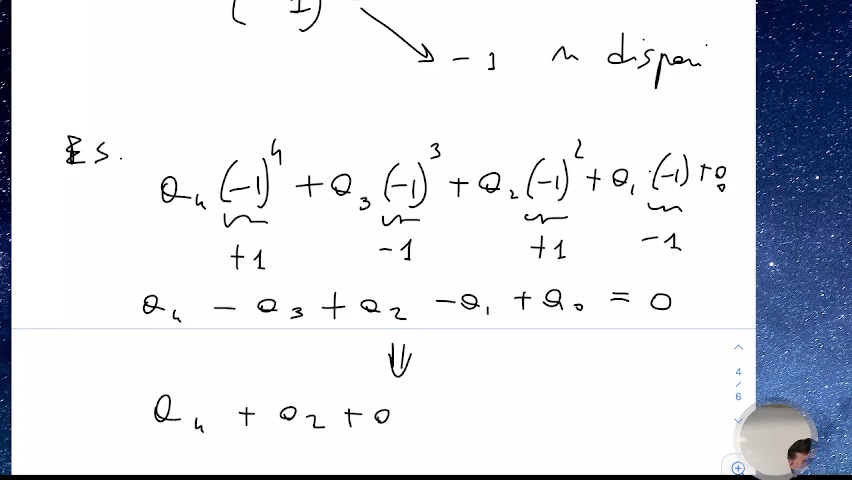 ( 1)
-1 n dispari
Es.
a₄ (-1)⁴ + a₃ (-1)³ + a₂ (-1)² + a₁ · (-1) + a₀
+1 -1 +1 -1
a₄ - a₃ + a₂ - a₁ + a₀ = 0
⇓
a₄ + a₂ + a
4
/
6